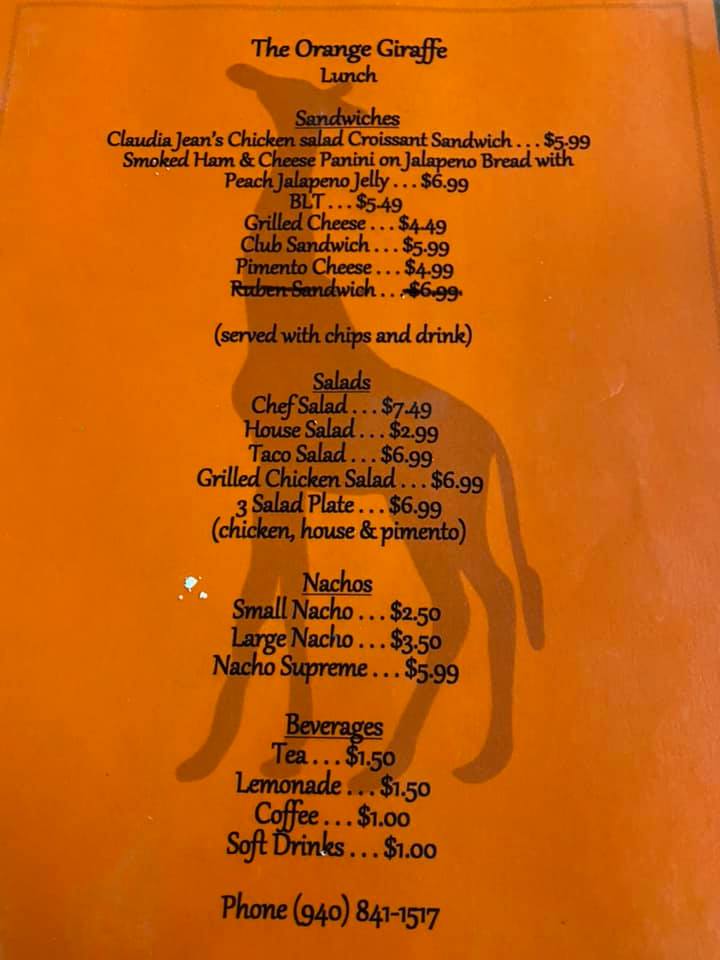 The Orange Giraffe
Lunch
Sandwiches
Claudia Jean's Chicken salad Croissant Sandwich . . . $5.99
Smoked Ham & Cheese Panini on Jalapeno Bread with
Peach Jalapeno Jelly . . . $6.99
BLT . . . $5.49
Grilled Cheese . . . $4.49
Club Sandwich . . . $5.99
Pimento Cheese . . . $4.99
Ruben Sandwich . . . $6.99
(served with chips and drink)
Salads
Chef Salad . . . $7.49
House Salad . . . $2.99
Taco Salad . . . $6.99
Grilled Chicken Salad . . . $6.99
3 Salad Plate . . . $6.99
(chicken, house & pimento)
Nachos
Small Nacho . . . $2.50
Large Nacho . . . $3.50
Nacho Supreme . . . $5.99
Beverages
Tea . . . $1.50
Lemonade . . . $1.50
Coffee . . . $1.00
Soft Drinks . . . $1.00
Phone (940) 841-1517